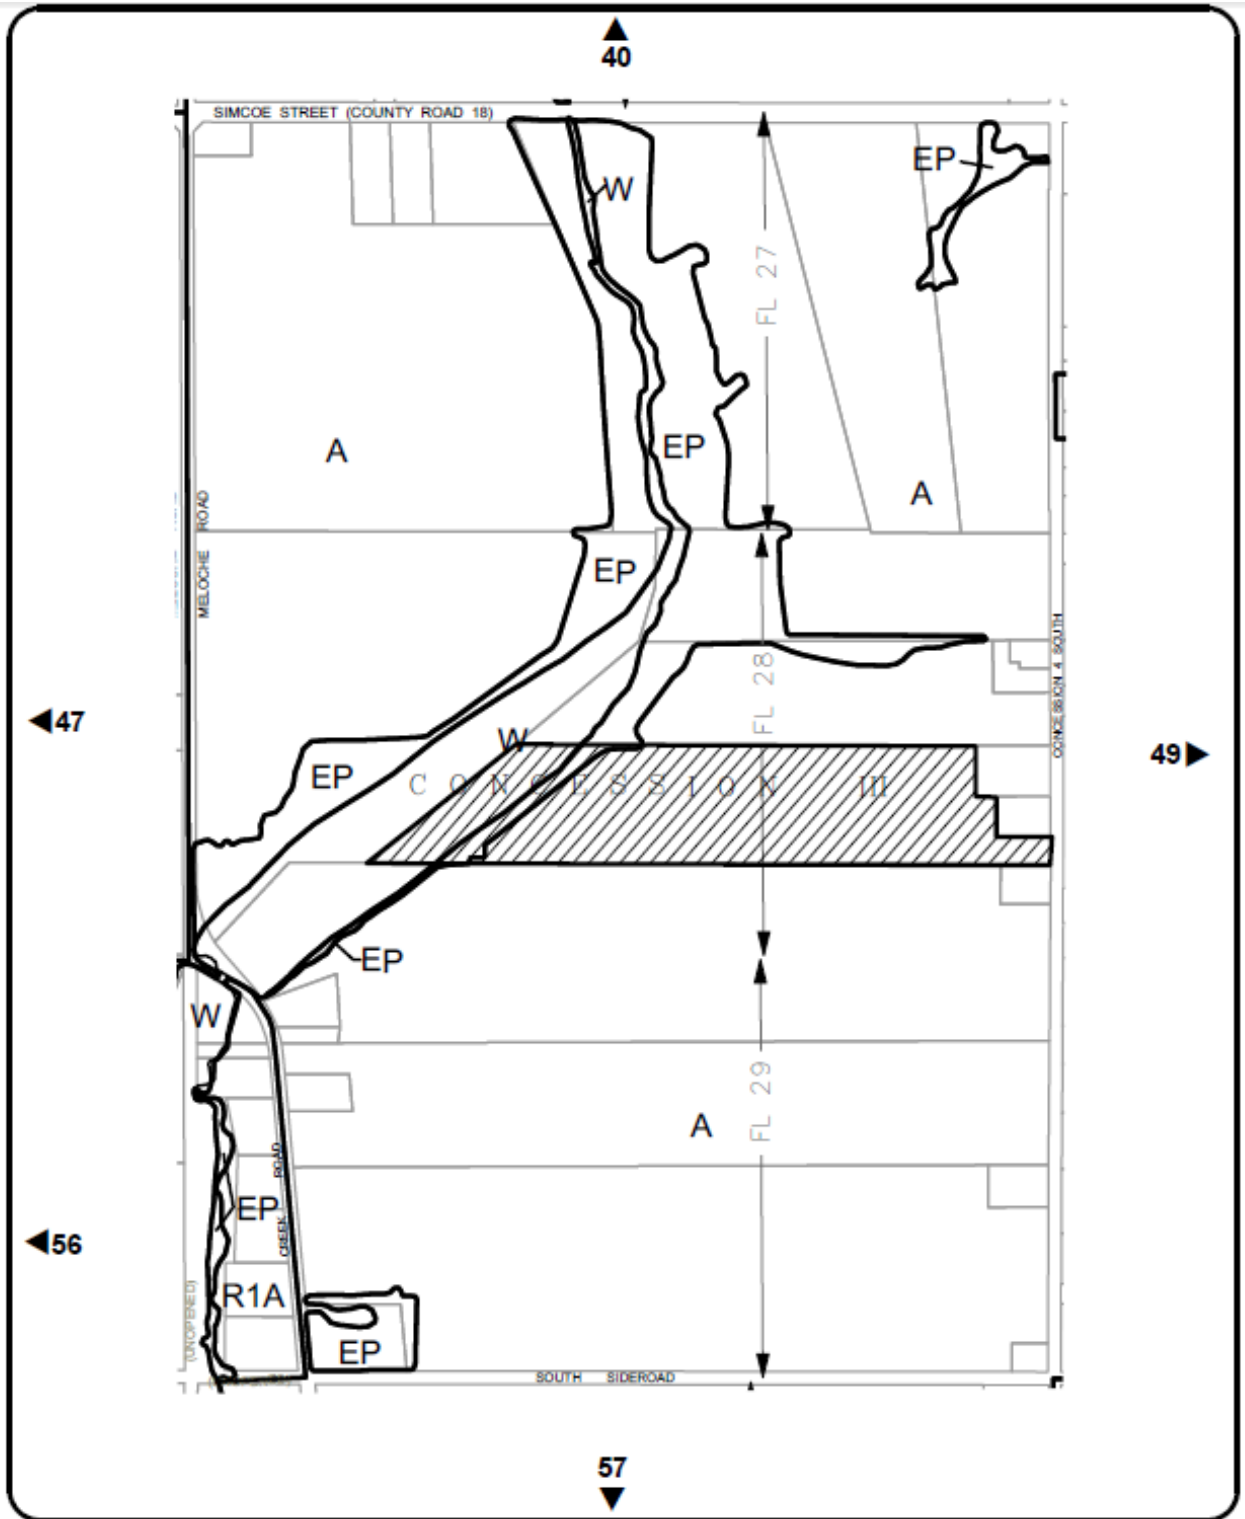 40
SIMCOE STREET (COUNTY ROAD 18)
EP
W
FL 27
A
EP
A
MELOCHE ROAD
EP
CONCESSION 4 SOUTH
FL 28
47
W
49
EP
CONCESSION III
EP
W
FL 29
A
CREEK ROAD
EP
56
R1A
(UNOPENED)
EP
SOUTH SIDEROAD
57